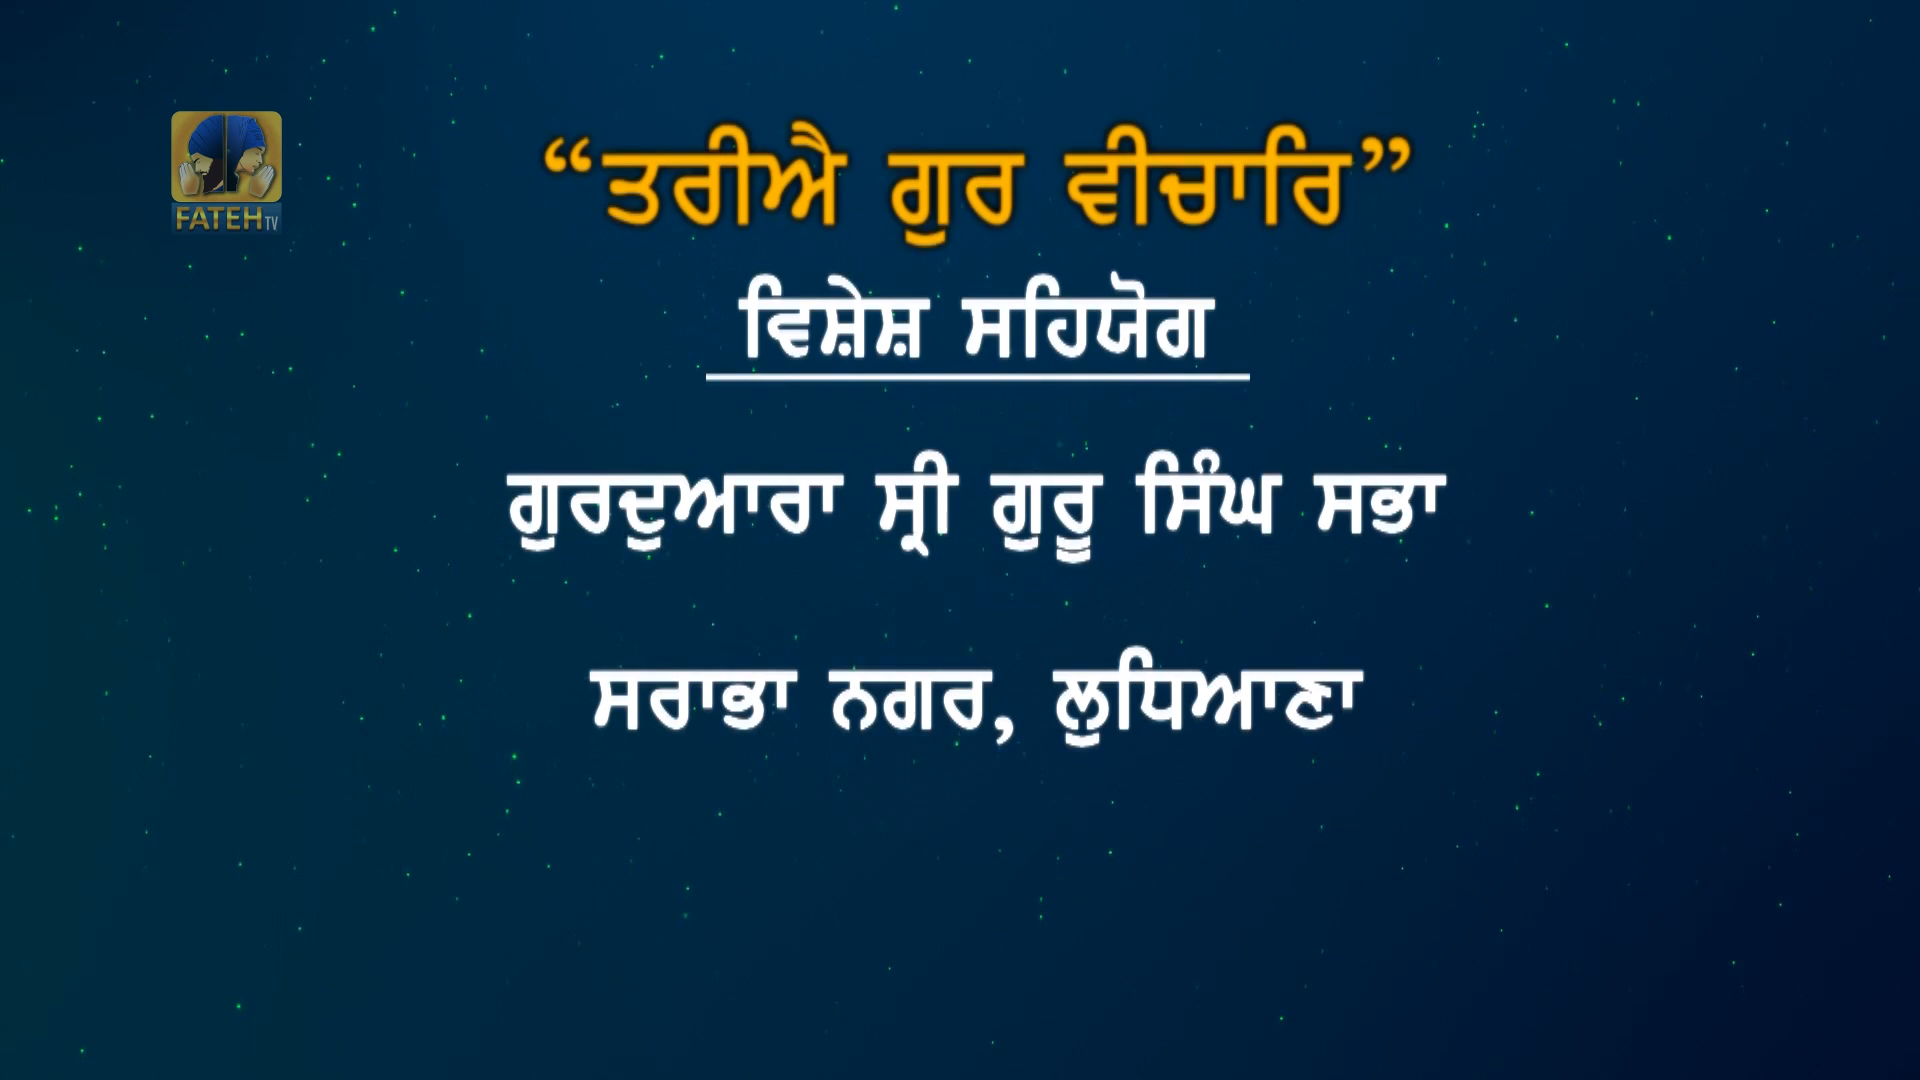 FATEH TV
“ਤਰੀਐ ਗੁਰ ਵੀਚਾਰਿ”
ਵਿਸ਼ੇਸ਼ ਸਹਿਯੋਗ
ਗੁਰਦੁਆਰਾ ਸ੍ਰੀ ਗੁਰੂ ਸਿੰਘ ਸਭਾ
ਸਰਾਭਾ ਨਗਰ, ਲੁਧਿਆਣਾ